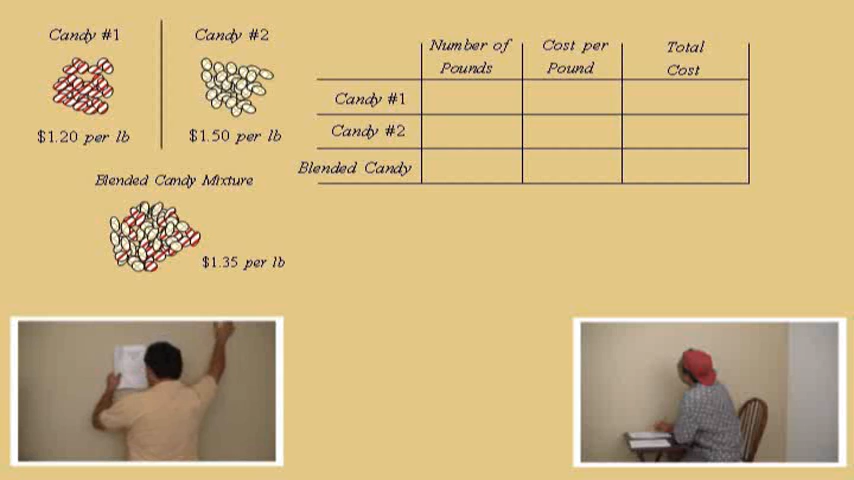 Candy #1
Candy #2
$1.20 per lb
$1.50 per lb
Blended Candy Mixture
$1.35 per lb
Number of Pounds
Cost per Pound
Total Cost
Candy #1
Candy #2
Blended Candy